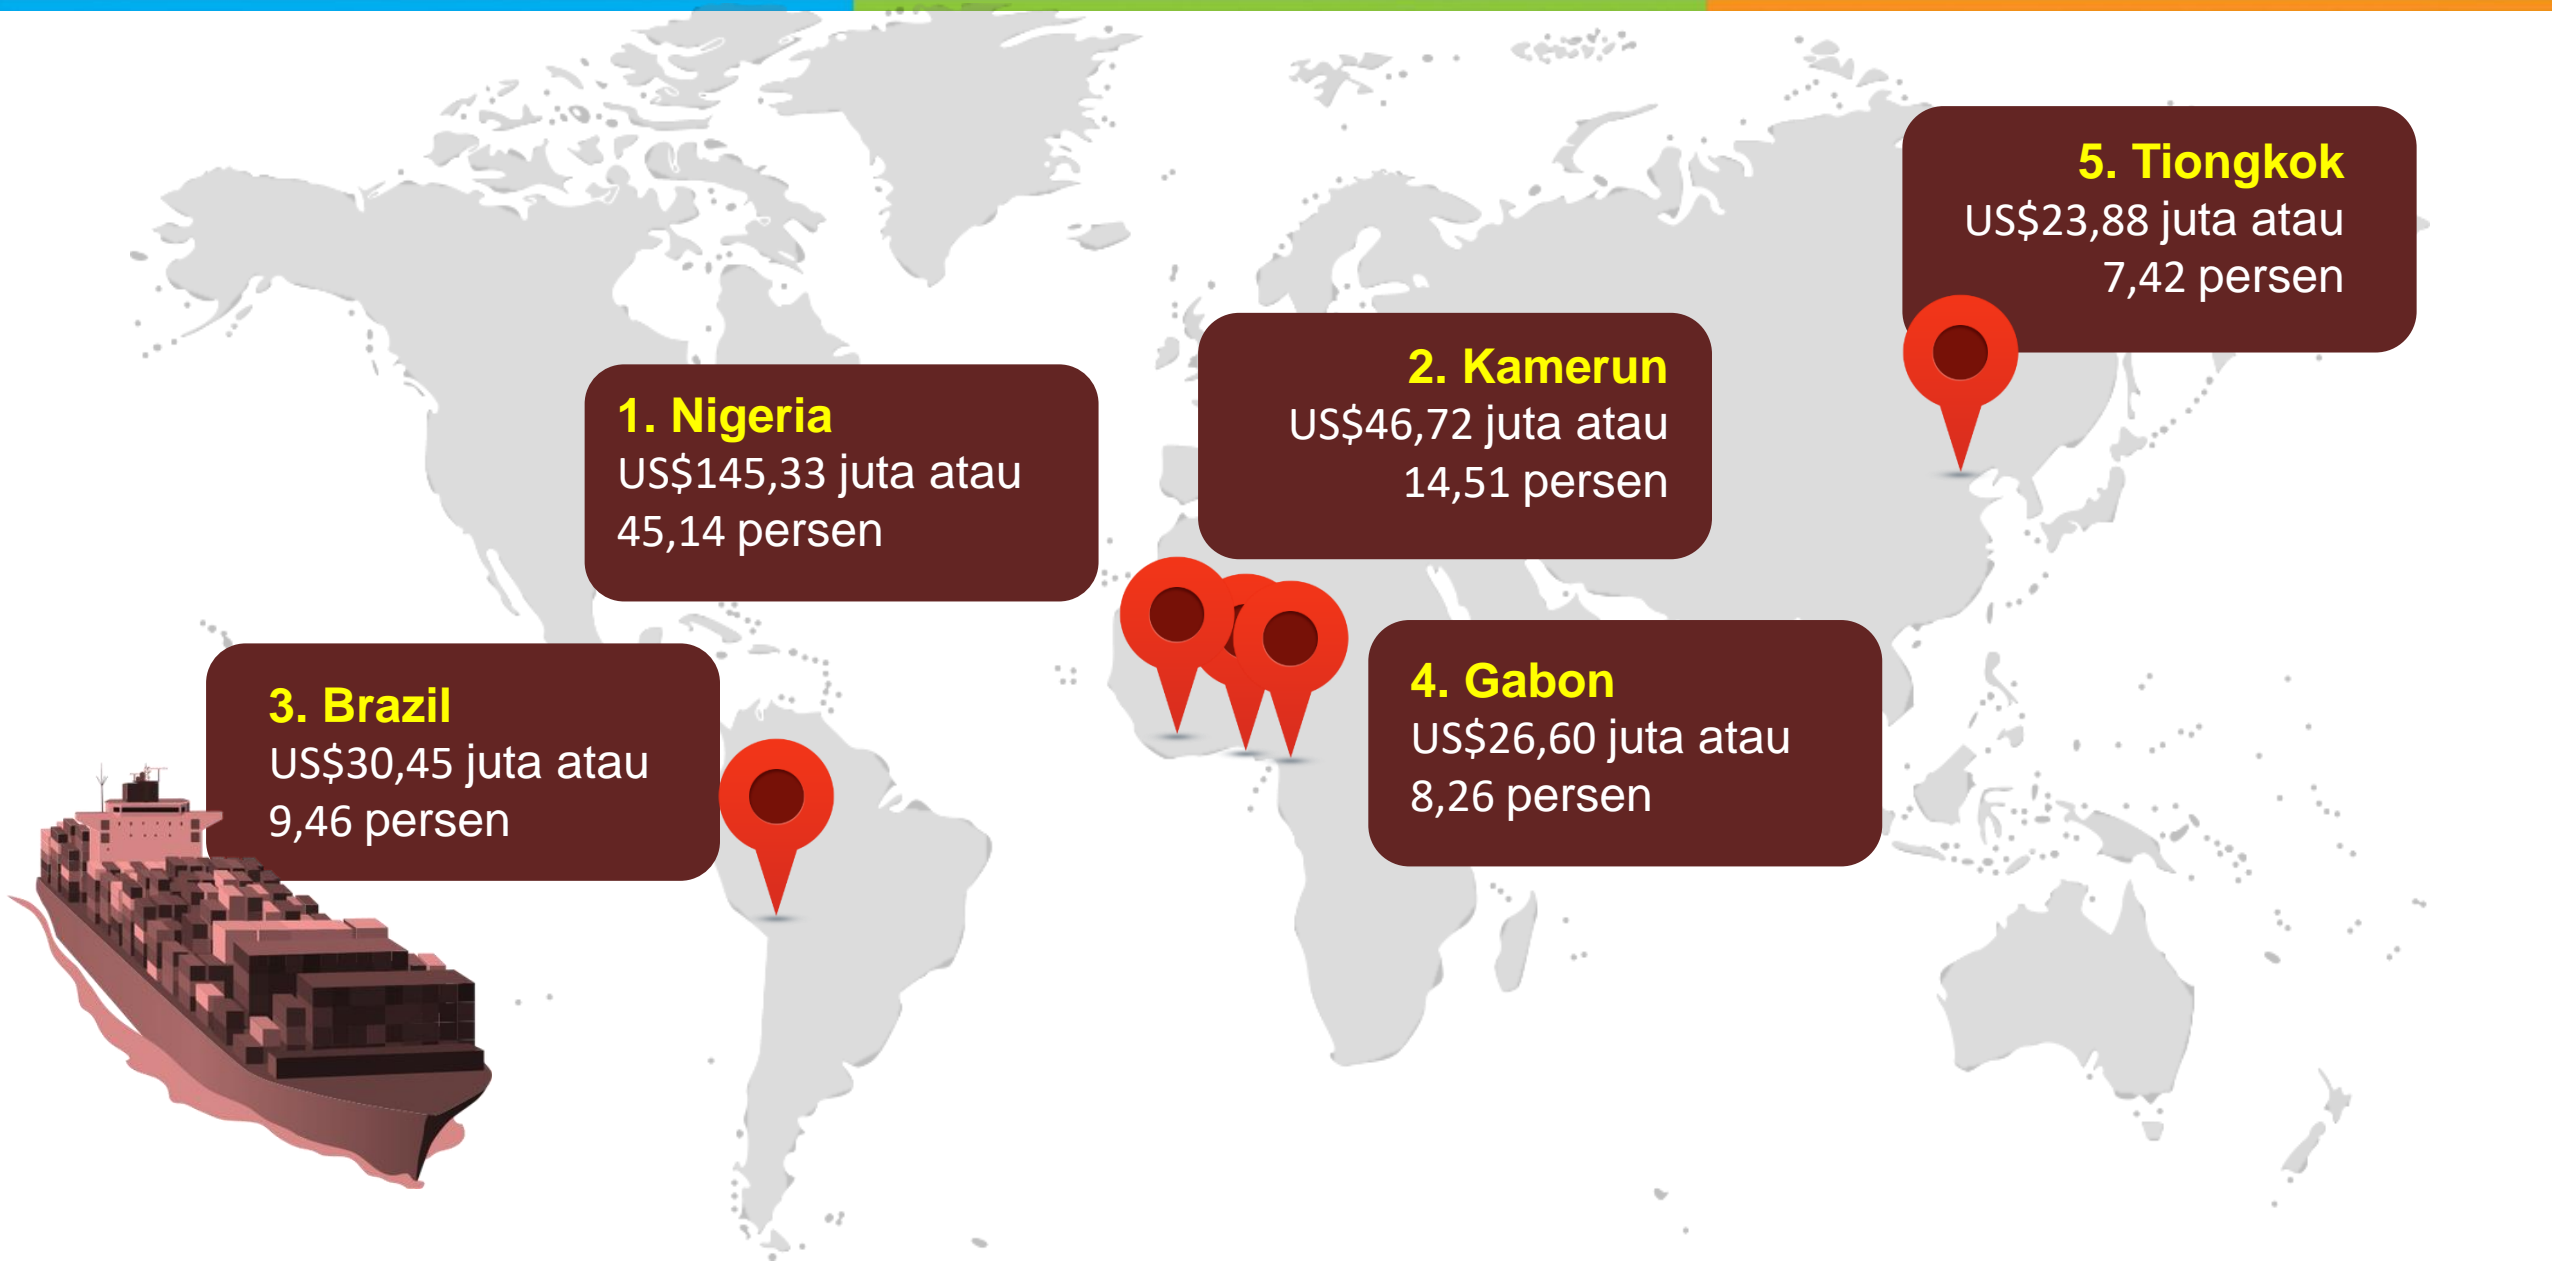 1. Nigeria
US$145,33 juta atau
45,14 persen
2. Kamerun
US$46,72 juta atau
14,51 persen
3. Brazil
US$30,45 juta atau
9,46 persen
4. Gabon
US$26,60 juta atau
8,26 persen
5. Tiongkok
US$23,88 juta atau
7,42 persen